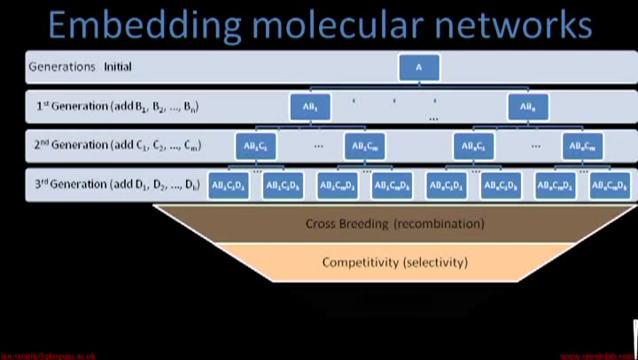 Embedding molecular networks
Generations Initial
A
1st Generation (add B1, B2, ..., Bn)
AB1
...
ABn
2nd Generation (add C1, C2, ..., Cm)
AB1C1
...
AB1Cm
ABnC1
...
ABnCm
3rd Generation (add D1, D2, ..., Dk)
AB1C1D1
...
AB1C1Dk
AB1CmD1
...
AB1CmDk
ABnC1D1
...
ABnC1Dk
ABnCmD1
...
ABnCmDk
Cross Breeding (recombination)
Competitivity (selectivity)